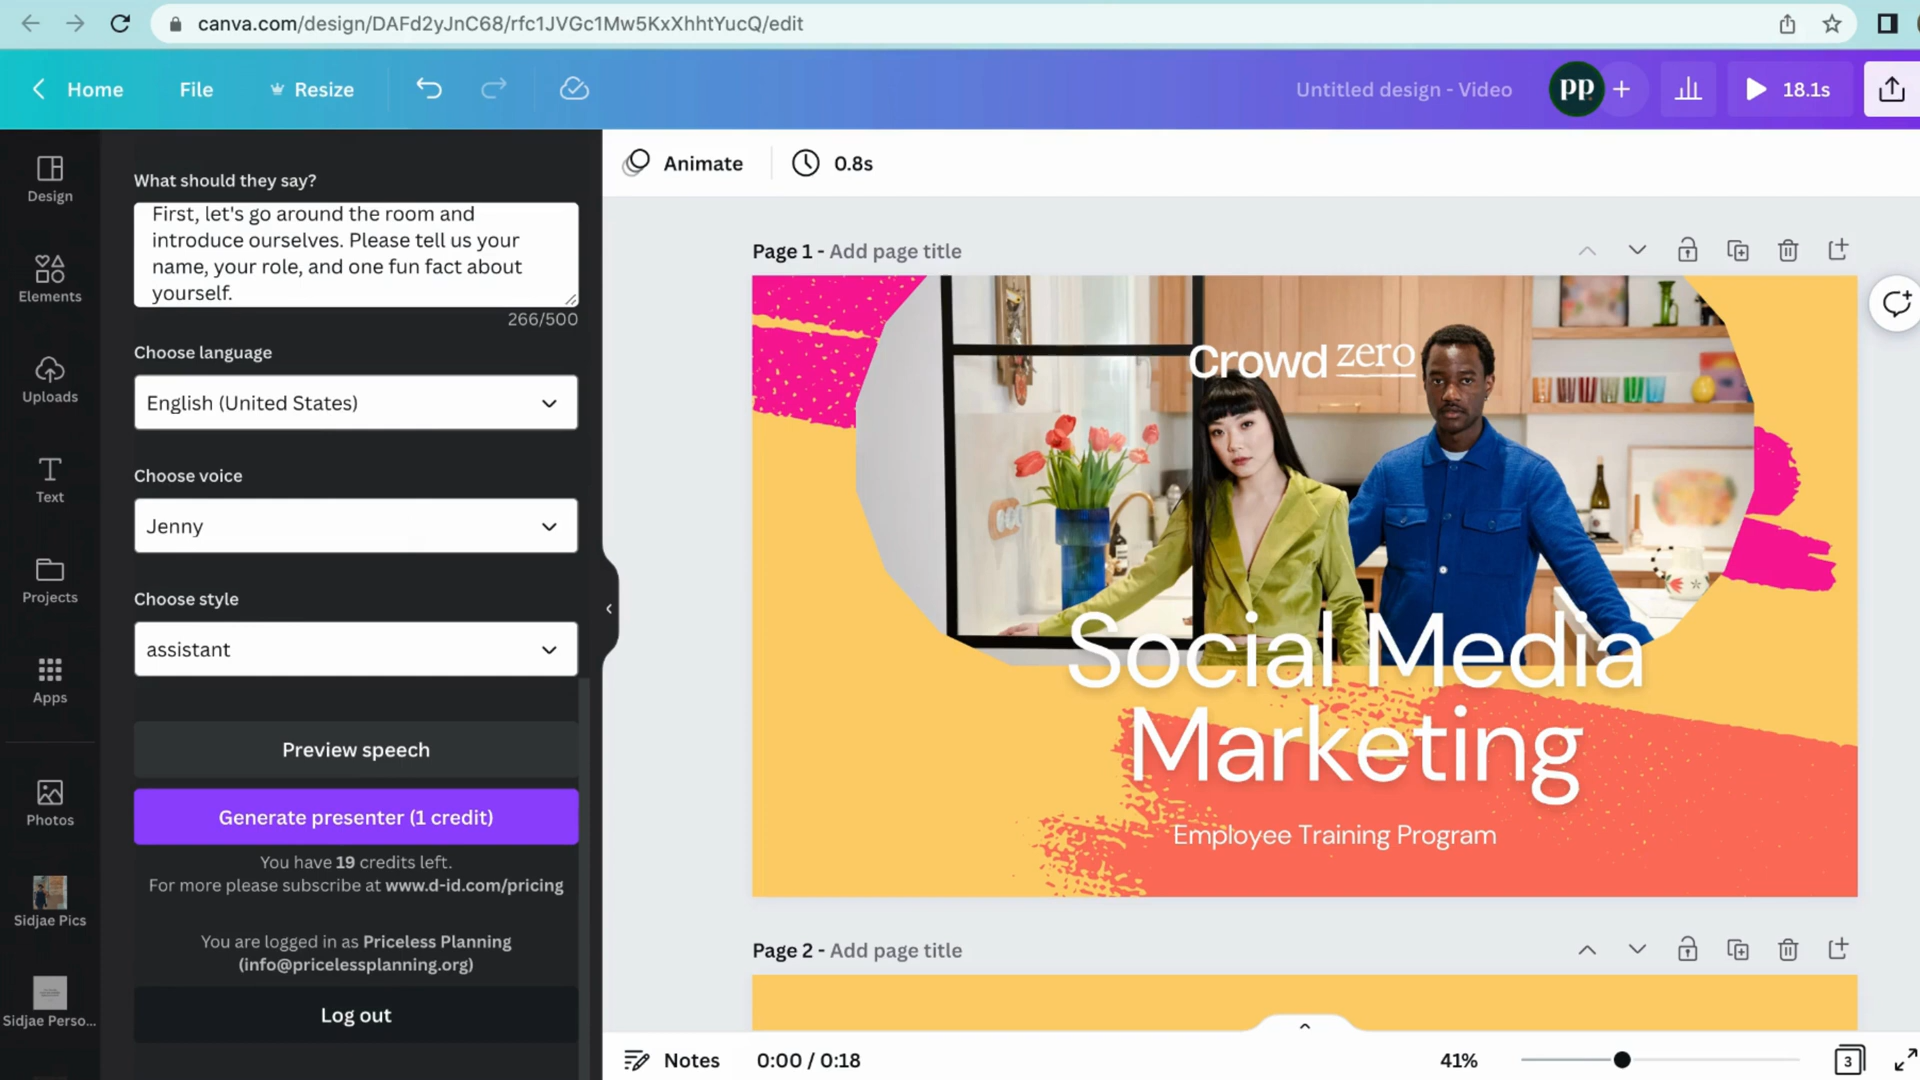 canva.com/design/DAFd2yJnC68/rfc1JVGc1Mw5KxXhhtYucQ/edit
Home
File
Resize
Untitled design - Video
pp.
18.1s
Design
Elements
Uploads
Text
Projects
Apps
Photos
Sidjae Pics
Sidjae Perso...
What should they say?
First, let's go around the room and
introduce ourselves. Please tell us your
name, your role, and one fun fact about
yourself.
266/500
Choose language
English (United States)
Choose voice
Jenny
Choose style
assistant
Preview speech
Generate presenter (1 credit)
You have 19 credits left.
For more please subscribe at www.d-id.com/pricing
You are logged in as Priceless Planning
(info@pricelessplanning.org)
Log out
Animate
0.8s
Page 1 - Add page title
Crowd zero
Social Media
Marketing
Employee Training Program
Page 2 - Add page title
Notes
0:00 / 0:18
41%
3